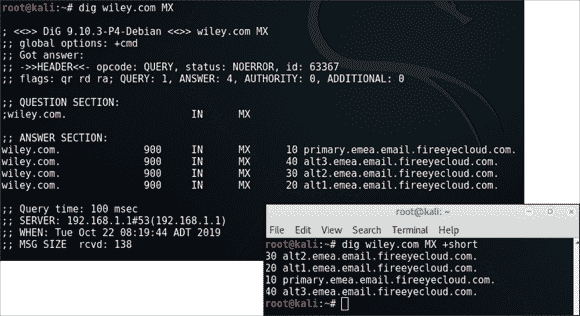 root@kali:~# dig wiley.com MX
; <<>> DiG 9.10.3-P4-Debian <<>> wiley.com MX
;; global options: +cmd
;; Got answer:
;; ->>HEADER<<- opcode: QUERY, status: NOERROR, id: 63367
;; flags: qr rd ra; QUERY: 1, ANSWER: 4, AUTHORITY: 0, ADDITIONAL: 0
;; QUESTION SECTION:
;wiley.com. IN MX
;; ANSWER SECTION:
wiley.com. 900 IN MX 10 primary.emea.email.fireeyecloud.com.
wiley.com. 900 IN MX 40 alt3.emea.email.fireeyecloud.com.
wiley.com. 900 IN MX 30 alt2.emea.email.fireeyecloud.com.
wiley.com. 900 IN MX 20 alt1.emea.email.fireeyecloud.com.
;; Query time: 100 msec
;; SERVER: 192.168.1.1#53(192.168.1.1)
;; WHEN: Tue Oct 22 08:19:44 ADT 2019
;; MSG SIZE rcvd: 138
root@kali: ~
File Edit View Search Terminal Help
root@kali:~# dig wiley.com MX +short
30 alt2.emea.email.fireeyecloud.com.
20 alt1.emea.email.fireeyecloud.com.
10 primary.emea.email.fireeyecloud.com.
40 alt3.emea.email.fireeyecloud.com.
root@kali:~#